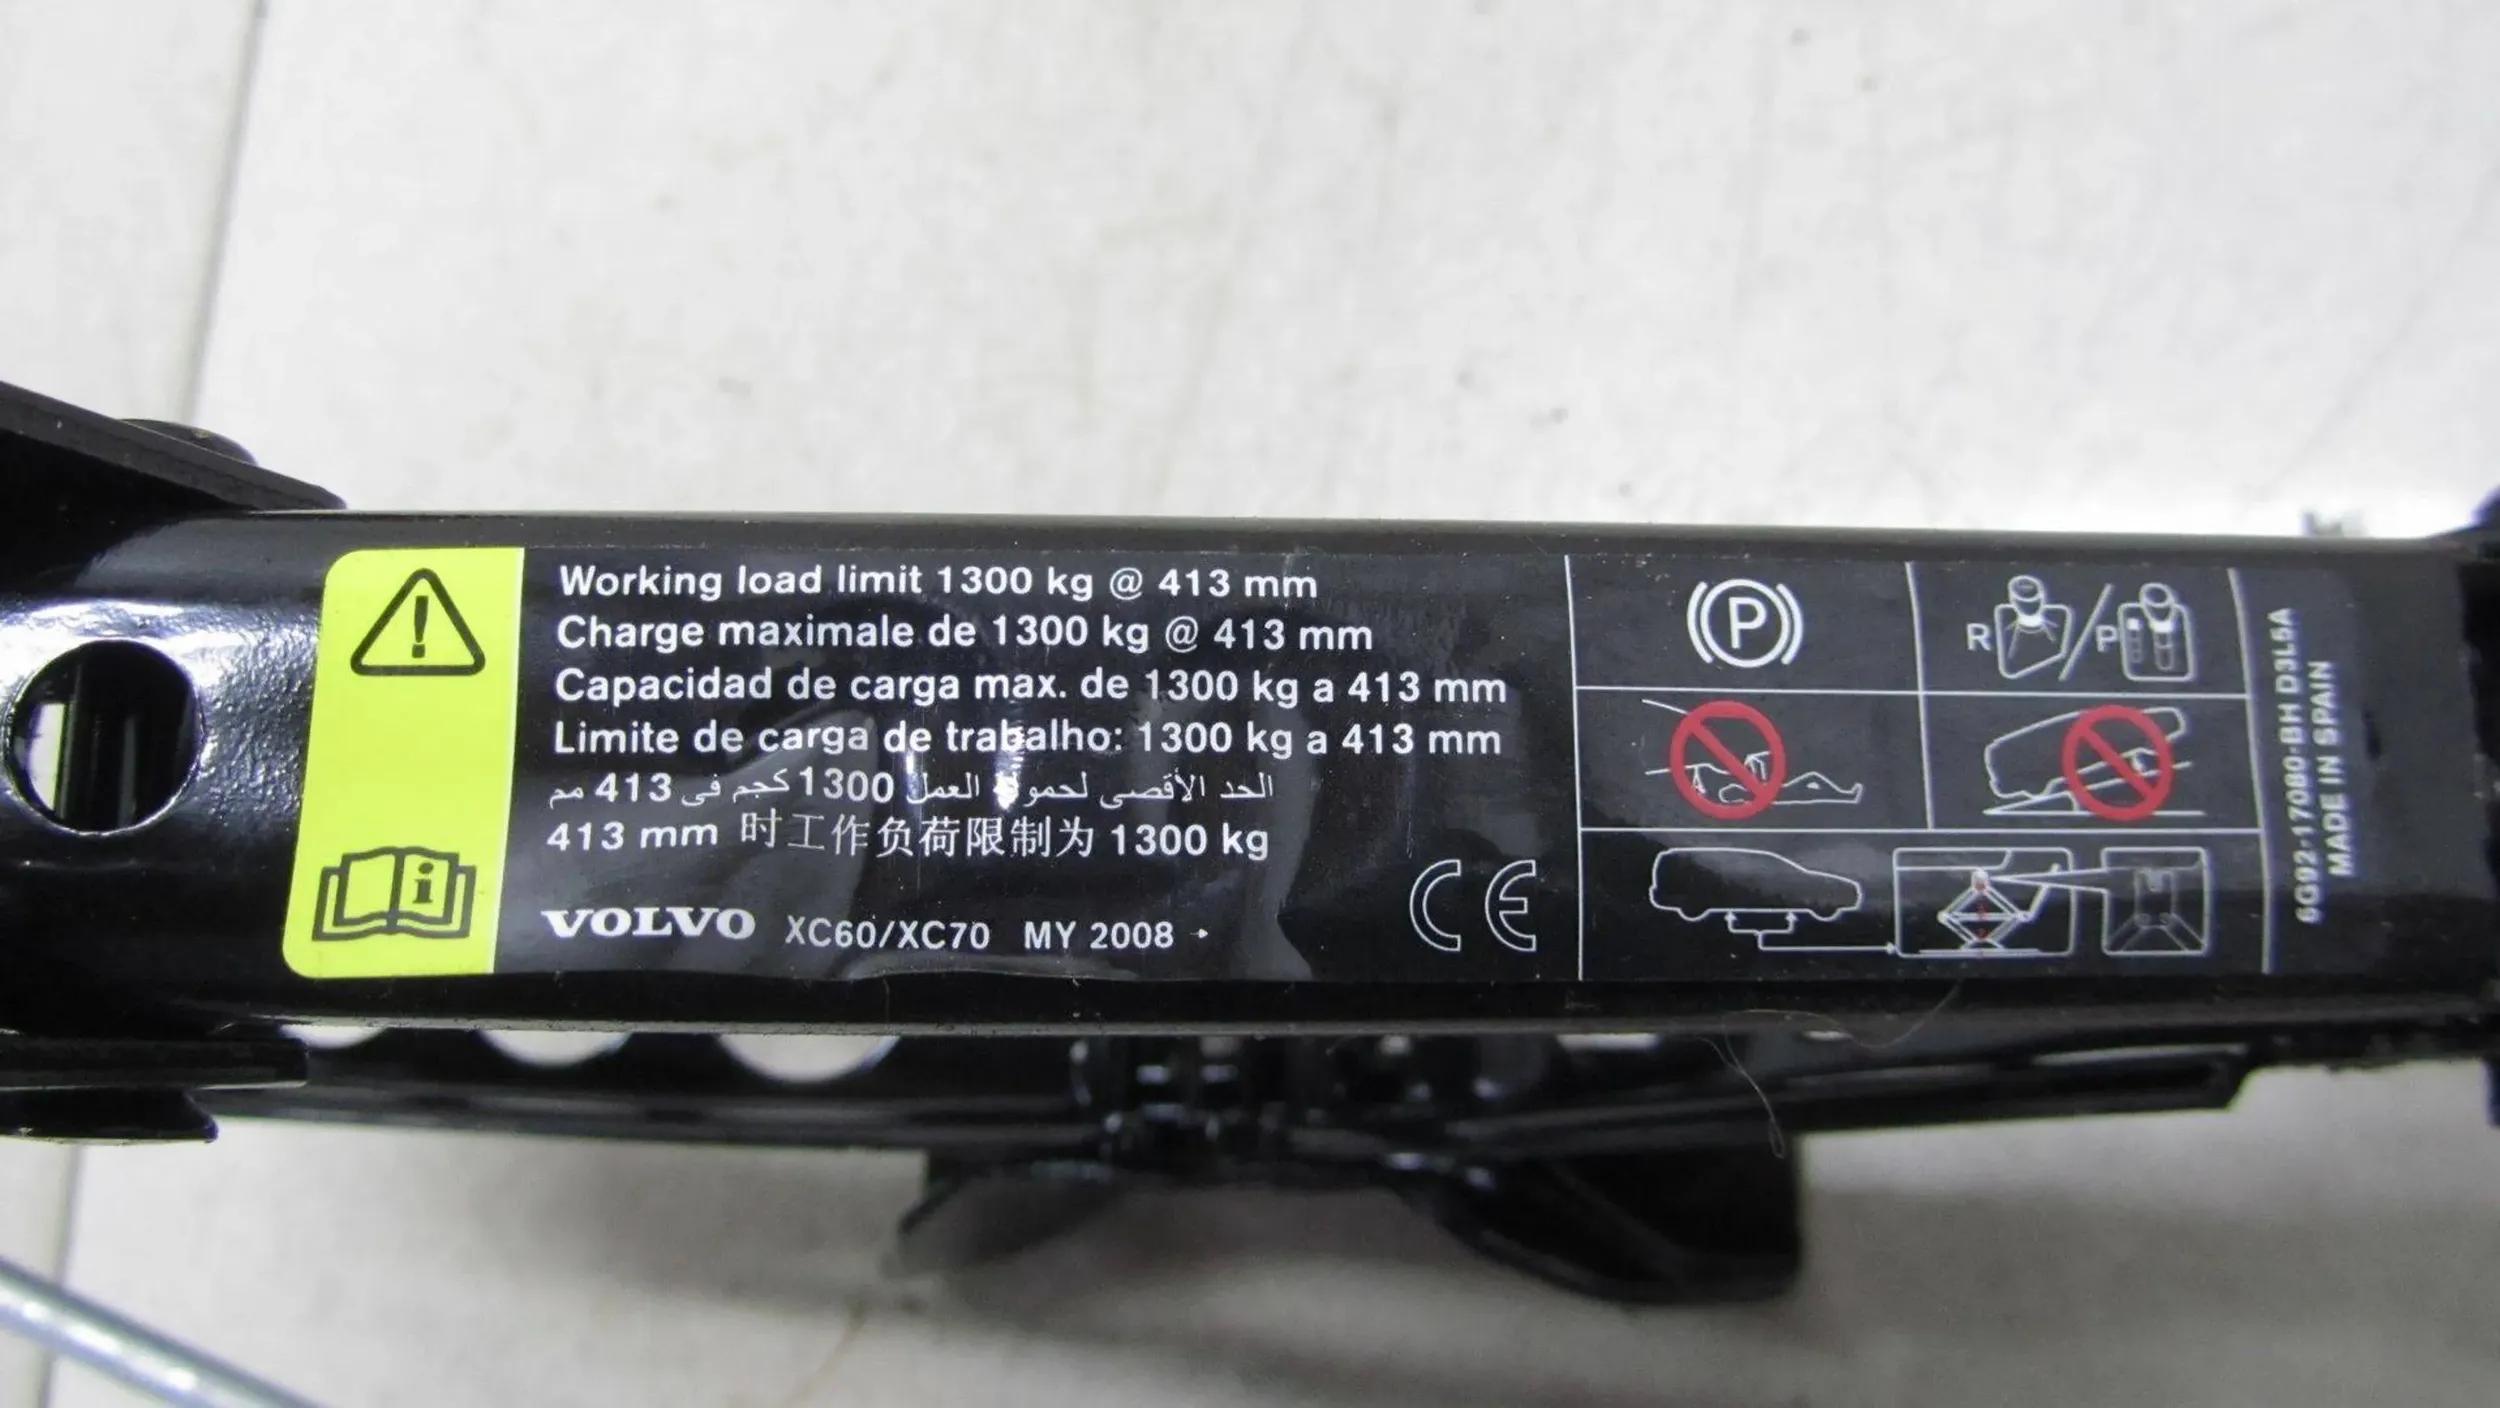 Working load limit 1300 kg @ 413 mm
Charge maximale de 1300 kg @ 413 mm
Capacidad de carga max. de 1300 kg a 413 mm
Limite de carga de trabalho: 1300 kg a 413 mm
الحد الأقصى لحمولة العمل 1300 كجم فى 413 مم
413 mm 时工作负荷限制为 1300 kg
VOLVO XC60/XC70 MY 2008
CE
P
R/P
6G92-17080-BH D3L5A
MADE IN SPAIN